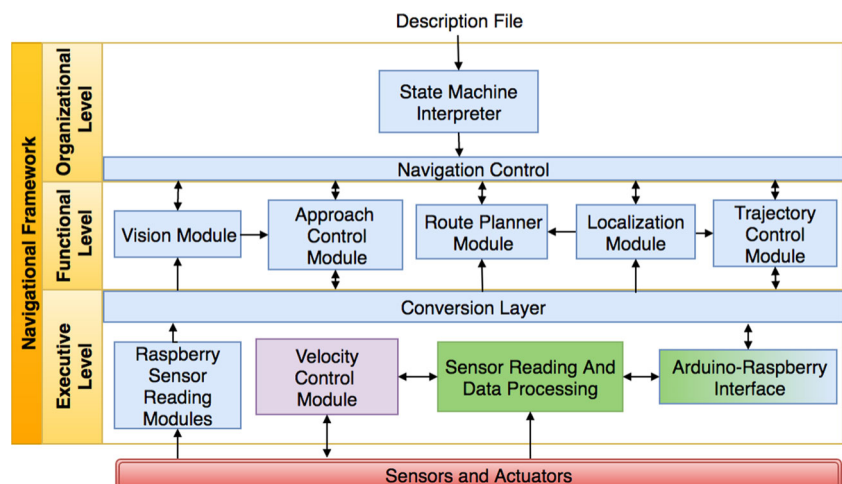 Description File
Navigational Framework
Organizational
Level
State Machine
Interpreter
Navigation Control
Functional
Level
Vision Module
Approach
Control
Module
Route Planner
Module
Localization
Module
Trajectory
Control
Module
Conversion Layer
Executive
Level
Raspberry
Sensor
Reading
Modules
Velocity
Control
Module
Sensor Reading And
Data Processing
Arduino-Raspberry
Interface
Sensors and Actuators